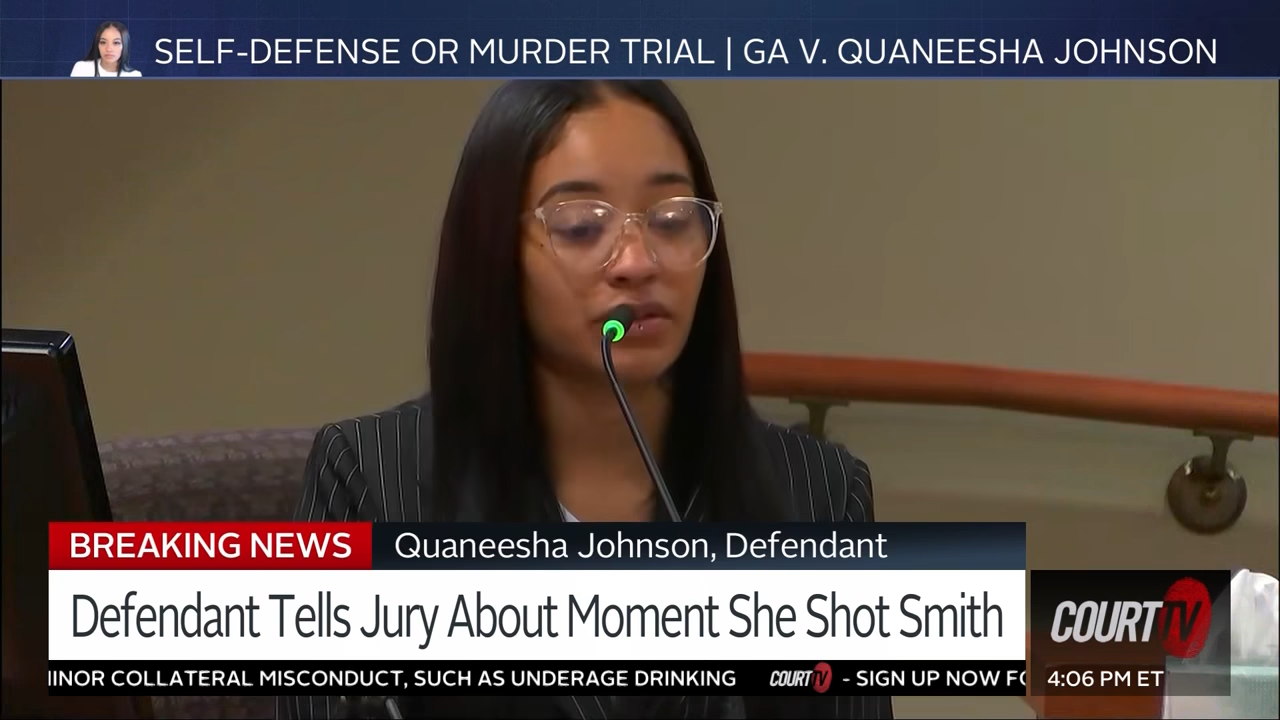 SELF-DEFENSE OR MURDER TRIAL | GA V. QUANEESHA JOHNSON
BREAKING NEWS
Quaneesha Johnson, Defendant
Defendant Tells Jury About Moment She Shot Smith
COURT TV
INOR COLLATERAL MISCONDUCT, SUCH AS UNDERAGE DRINKING COURT TV - SIGN UP NOW FO
4:06 PM ET